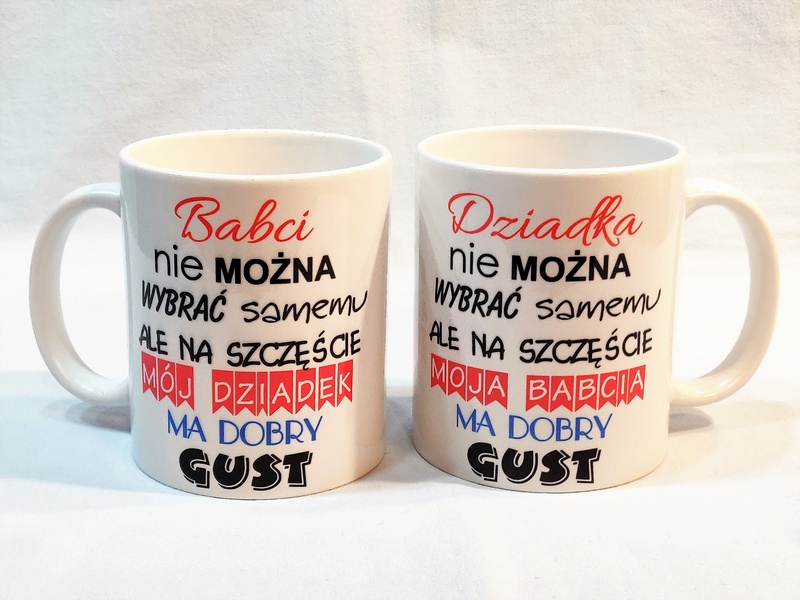 Babci
nie MOŻNA
WYBRAĆ samemu
ALE NA SZCZĘŚCIE
MÓJ DZIADEK
MA DOBRY
GUST
Dziadka
nie MOŻNA
WYBRAĆ samemu
ALE NA SZCZĘŚCIE
MOJA BABCIA
MA DOBRY
GUST